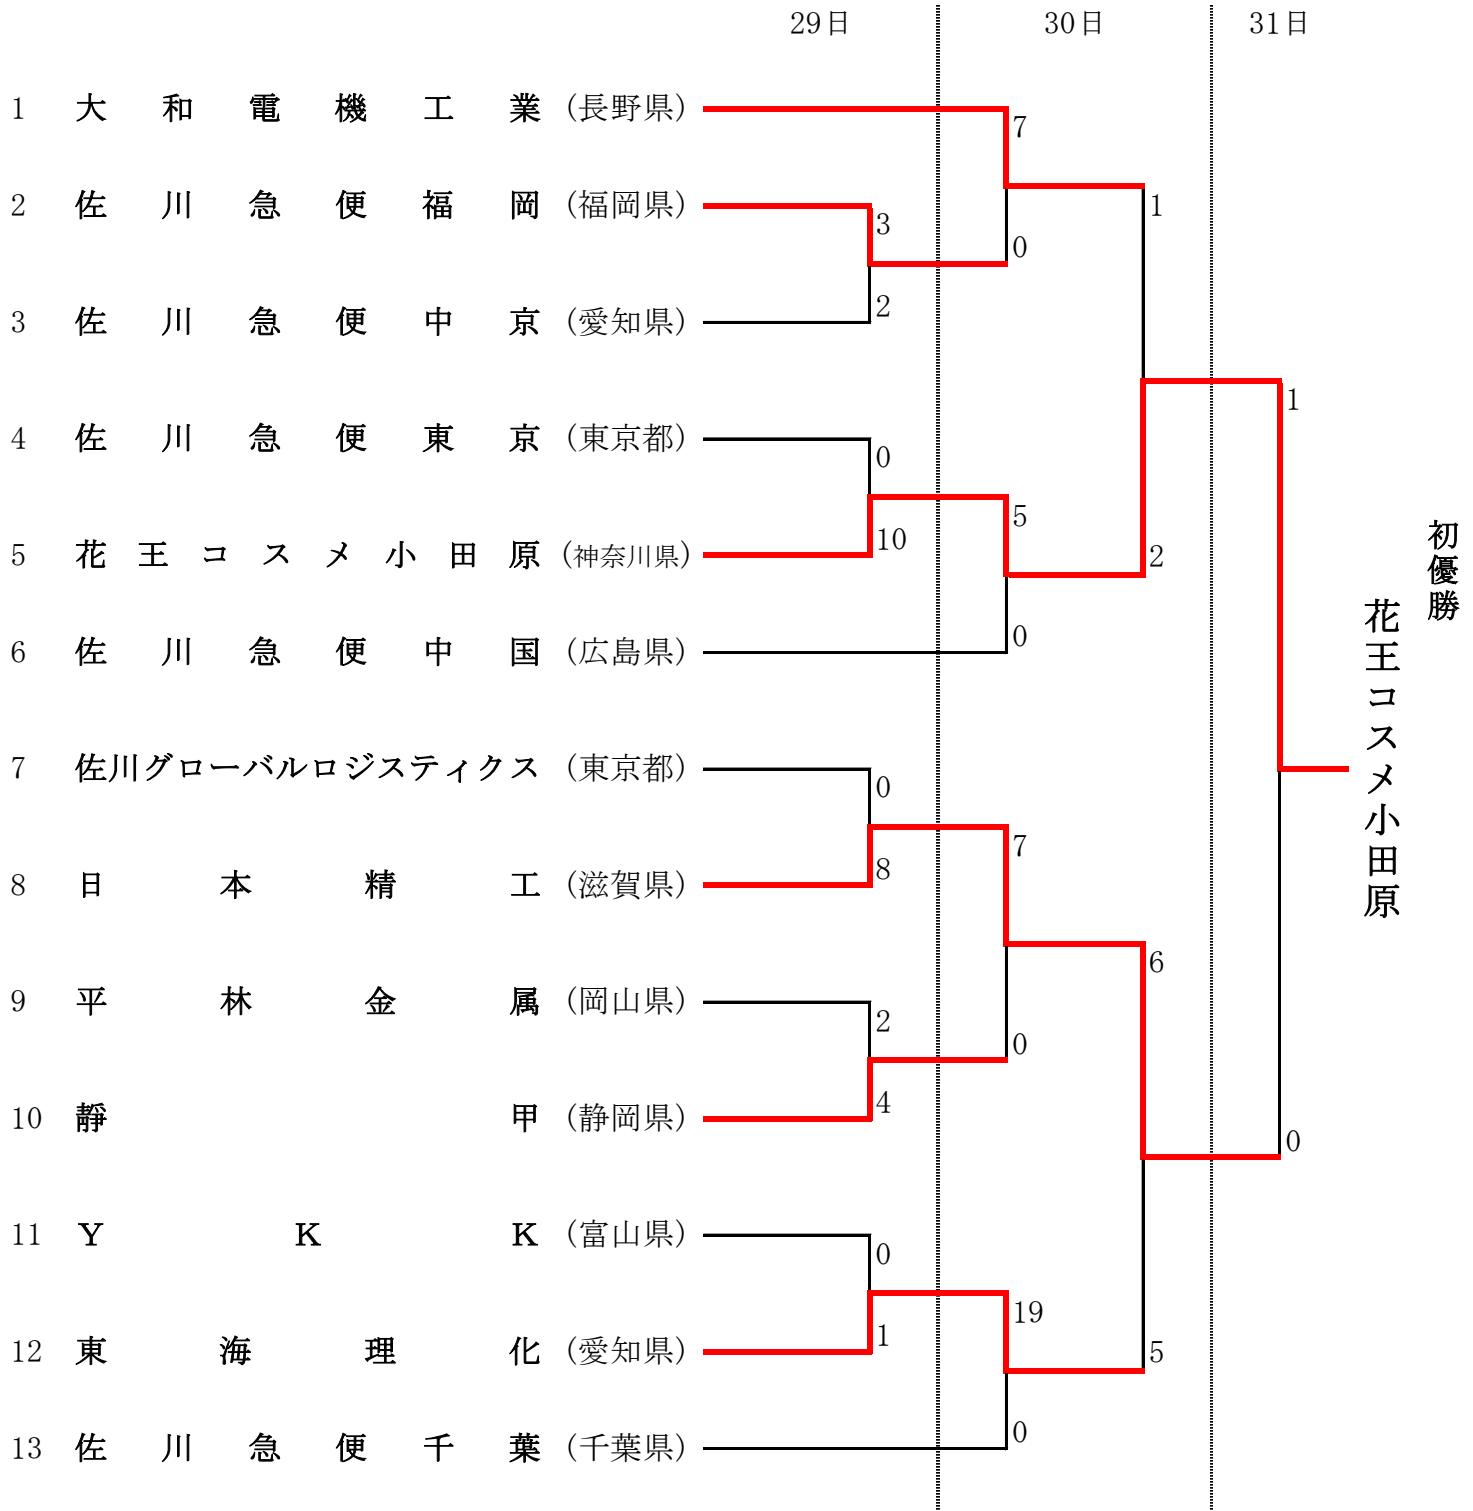 29日 30日 31日
1 大和電機工業 (長野県)
7
2 佐川急便福岡 (福岡県)
1
3
0
2
3 佐川急便中京 (愛知県)
1
4 佐川急便東京 (東京都)
0
5
10
5 花王コスメ小田原 (神奈川県)
2
初優勝
花王コスメ小田原
0
6 佐川急便中国 (広島県)
7 佐川グローバルロジスティクス (東京都)
0
7
8
8 日本精工 (滋賀県)
6
9 平林金属 (岡山県)
2
0
4
10 靜甲 (静岡県)
0
11 YKK (富山県)
0
19
1
12 東海理化 (愛知県)
5
0
13 佐川急便千葉 (千葉県)